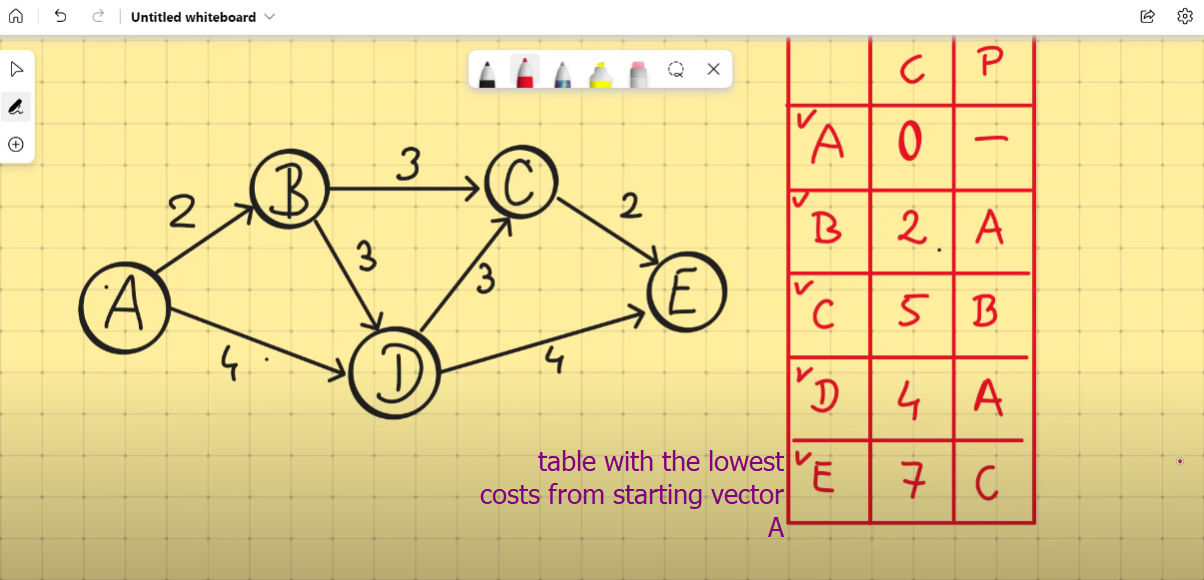 Untitled whiteboard
C P
A 0 —
B 2 A
C 5 B
D 4 A
E 7 C
2
3
B
C
3
2
A
3
E
4
D
4
table with the lowest
costs from starting vector
A